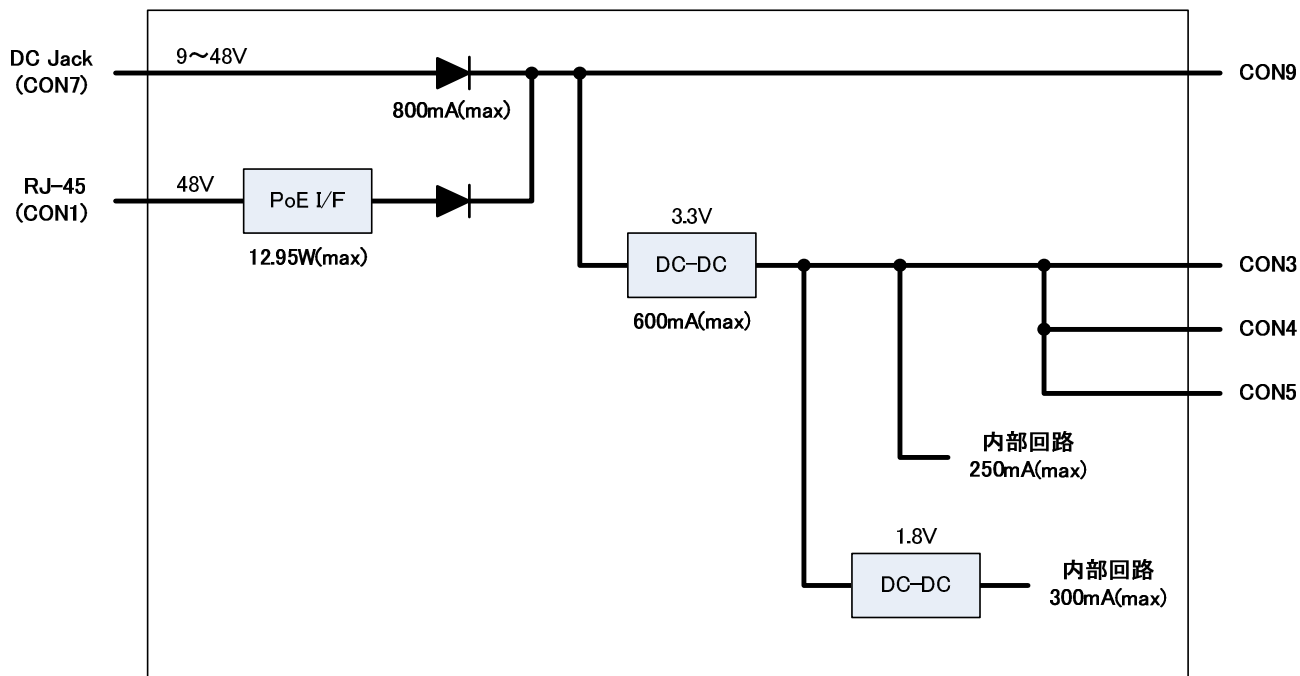 DC Jack
(CON7)
9～48V
800mA(max)
CON9
RJ-45
(CON1)
48V
PoE I/F
12.95W(max)
3.3V
DC-DC
600mA(max)
CON3
CON4
CON5
内部回路
250mA(max)
1.8V
DC-DC
内部回路
300mA(max)